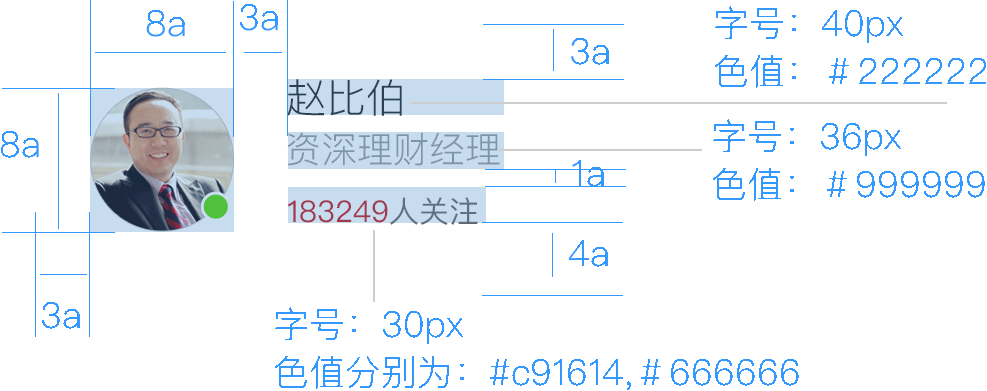 8a
3a
字号：40px
色值：#222222
3a
赵比伯
8a
资深理财经理
字号：36px
色值：#999999
1a
183249人关注
4a
3a
字号：30px
色值分别为：#c91614,#666666